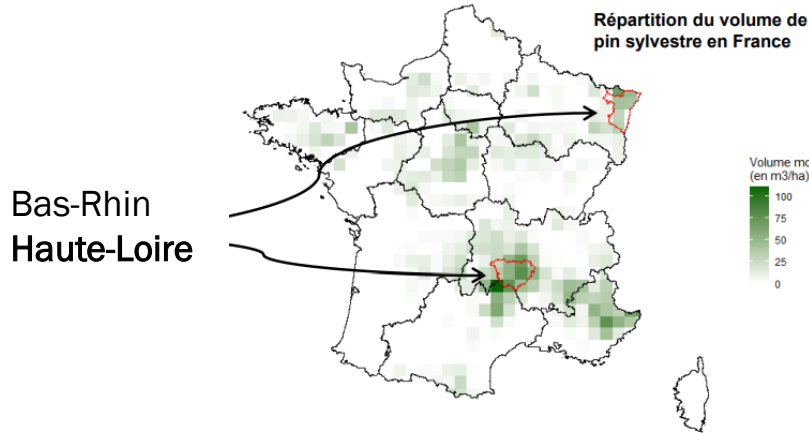 Répartition du volume de
pin sylvestre en France
Bas-Rhin
Haute-Loire
Volume mo
(en m3/ha)
100
75
50
25
0